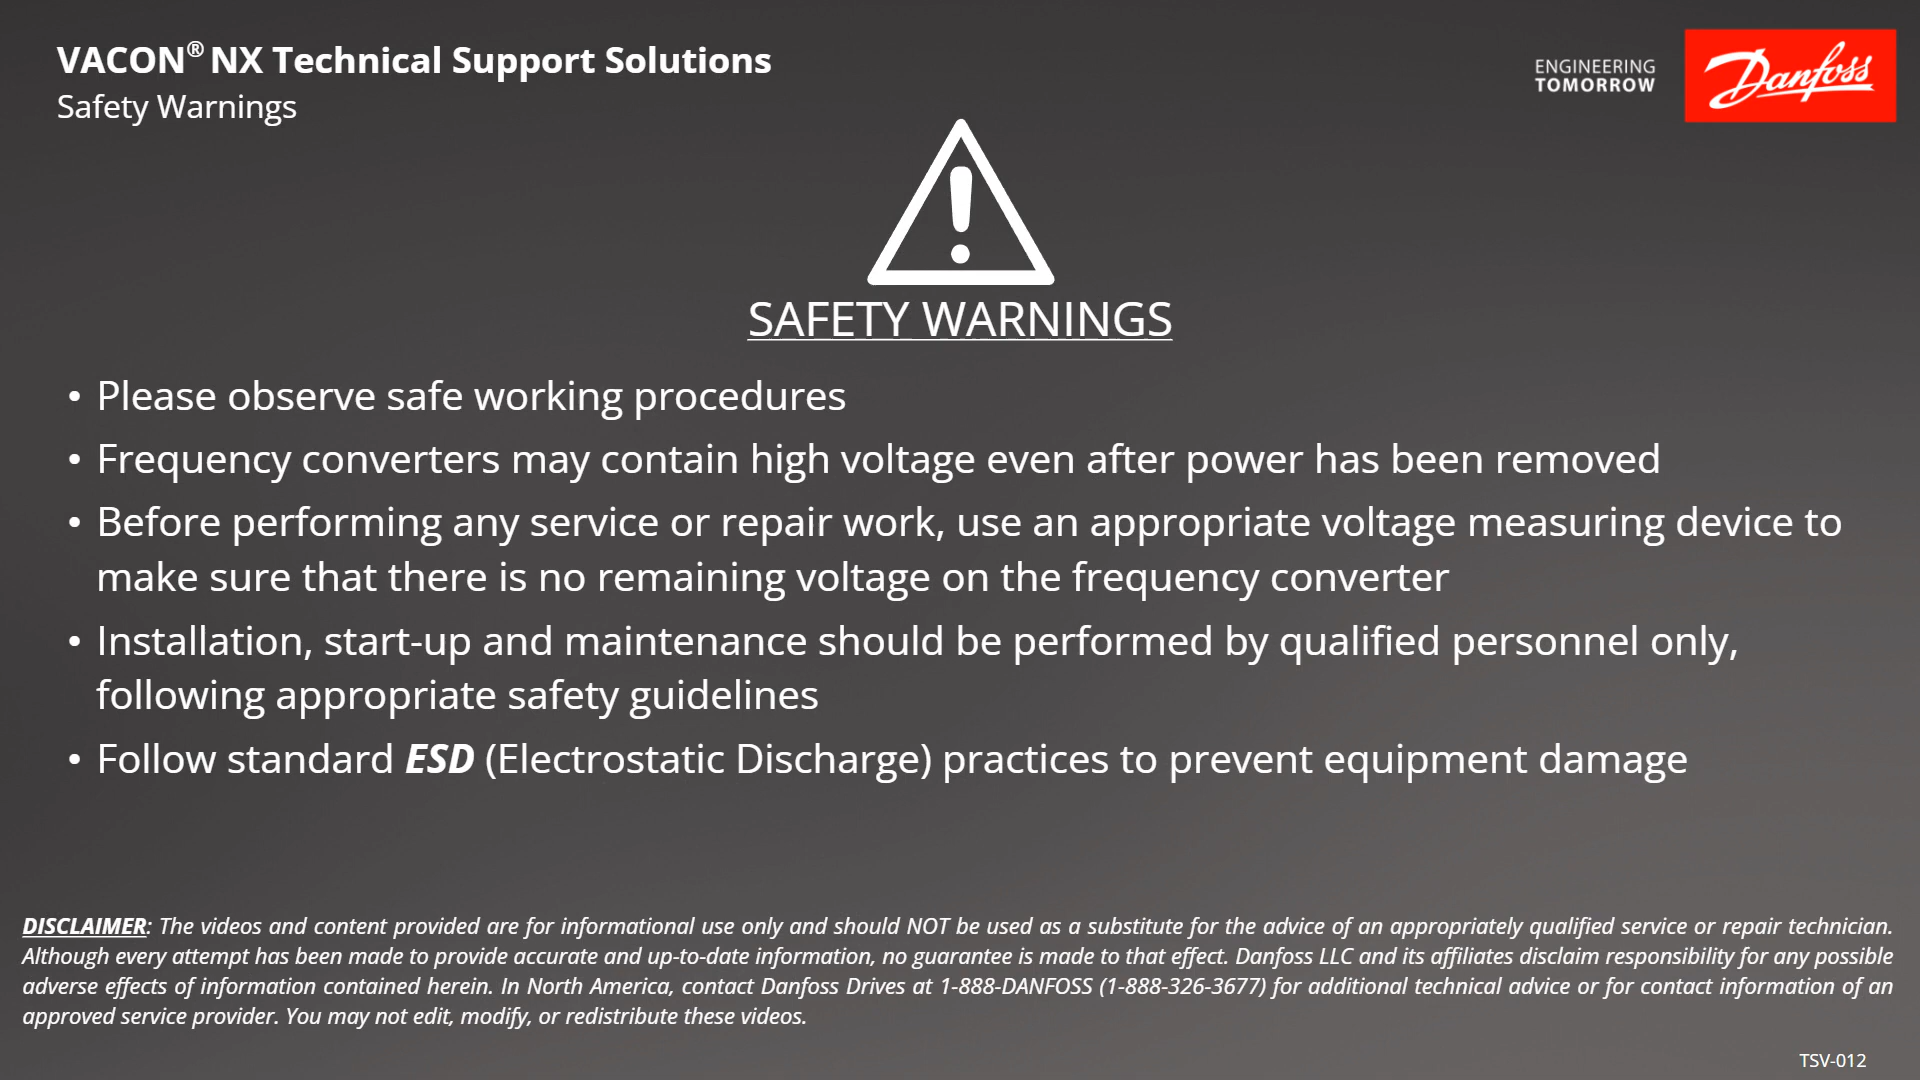 VACON® NX Technical Support Solutions
Safety Warnings
ENGINEERING
TOMORROW
Danfoss
SAFETY WARNINGS
• Please observe safe working procedures
• Frequency converters may contain high voltage even after power has been removed
• Before performing any service or repair work, use an appropriate voltage measuring device to
make sure that there is no remaining voltage on the frequency converter
• Installation, start-up and maintenance should be performed by qualified personnel only,
following appropriate safety guidelines
• Follow standard ESD (Electrostatic Discharge) practices to prevent equipment damage
DISCLAIMER: The videos and content provided are for informational use only and should NOT be used as a substitute for the advice of an appropriately qualified service or repair technician.
Although every attempt has been made to provide accurate and up-to-date information, no guarantee is made to that effect. Danfoss LLC and its affiliates disclaim responsibility for any possible
adverse effects of information contained herein. In North America, contact Danfoss Drives at 1-888-DANFOSS (1-888-326-3677) for additional technical advice or for contact information of an
approved service provider. You may not edit, modify, or redistribute these videos.
TSV-012